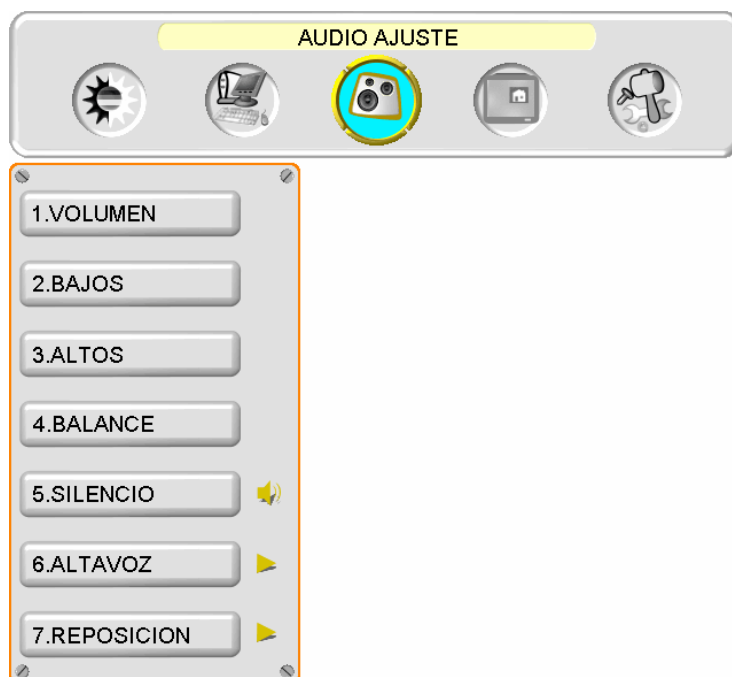 AUDIO AJUSTE
1.VOLUMEN
2.BAJOS
3.ALTOS
4.BALANCE
5.SILENCIO
6.ALTAVOZ
7.REPOSICION